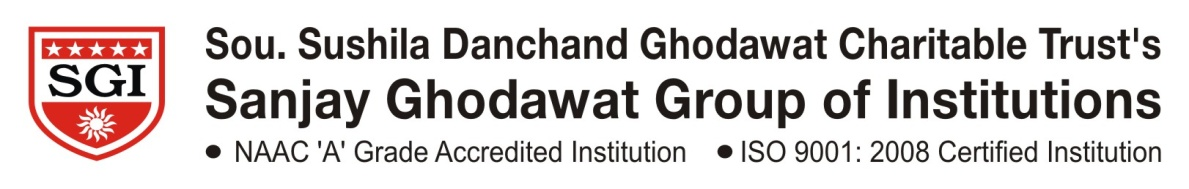 SGI
Sou. Sushila Danchand Ghodawat Charitable Trust's
Sanjay Ghodawat Group of Institutions
• NAAC 'A' Grade Accredited Institution • ISO 9001: 2008 Certified Institution